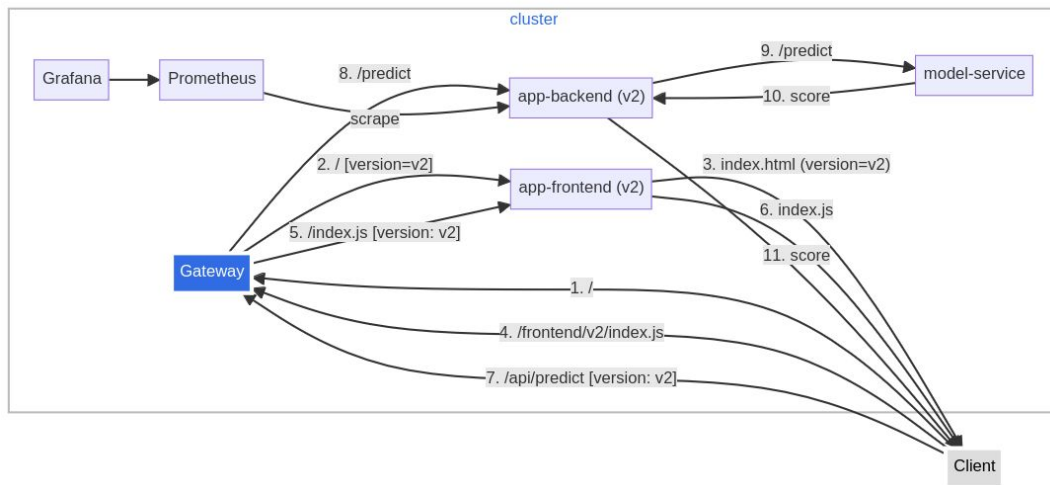 cluster
9. /predict
Grafana
Prometheus
8. /predict
model-service
app-backend (v2)
10. score
scrape
2. / [version=v2]
3. index.html (version=v2)
app-frontend (v2)
6. index.js
5. /index.js [version: v2]
11. score
Gateway
1. /
4. /frontend/v2/index.js
7. /api/predict [version: v2]
Client